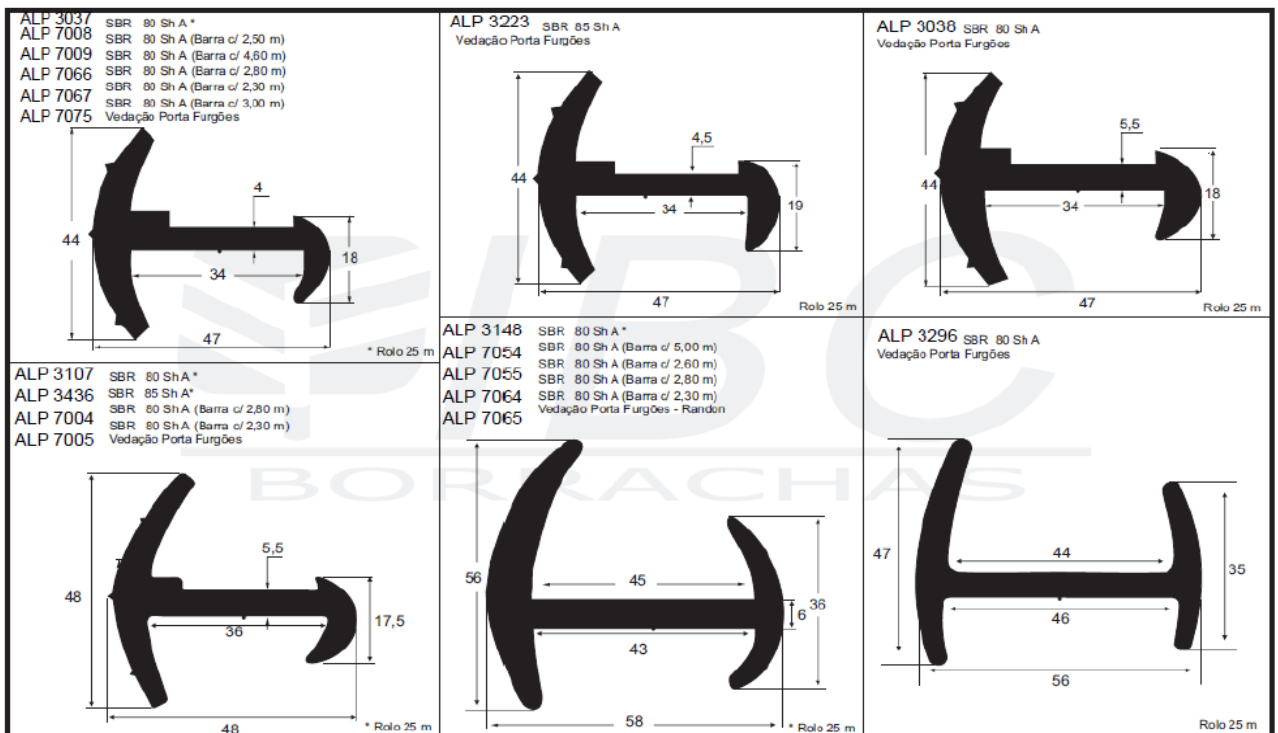 ALP 3037 SBR 80 Sh A *
ALP 7008 SBR 80 Sh A (Barra c/ 2,50 m)
ALP 7009 SBR 80 Sh A (Barra c/ 4,60 m)
ALP 7066 SBR 80 Sh A (Barra c/ 2,80 m)
ALP 7067 SBR 80 Sh A (Barra c/ 2,30 m)
SBR 80 Sh A (Barra c/ 3,00 m)
ALP 7075 Vedação Porta Furgões
4
44
18
34
47
* Rolo 25 m
ALP 3223 SBR 85 Sh A
Vedação Porta Furgões
4,5
44
34
19
47
Rolo 25 m
ALP 3038 SBR 80 Sh A
Vedação Porta Furgões
5,5
44
18
34
47
Rolo 25 m
ALP 3107 SBR 80 Sh A *
ALP 3436 SBR 85 Sh A*
ALP 7004 SBR 80 Sh A (Barra c/ 2,80 m)
SBR 80 Sh A (Barra c/ 2,30 m)
ALP 7005 Vedação Porta Furgões
5,5
48
17,5
36
48
* Rolo 25 m
ALP 3148 SBR 80 Sh A *
ALP 7054 SBR 80 Sh A (Barra c/ 5,00 m)
SBR 80 Sh A (Barra c/ 2,60 m)
ALP 7055 SBR 80 Sh A (Barra c/ 2,80 m)
ALP 7064 SBR 80 Sh A (Barra c/ 2,30 m)
Vedação Porta Furgões - Randon
ALP 7065
56
45
36
6
43
58
* Rolo 25 m
ALP 3296 SBR 80 Sh A
Vedação Porta Furgões
47
44
35
46
56
Rolo 25 m
IBC
BORRACHAS